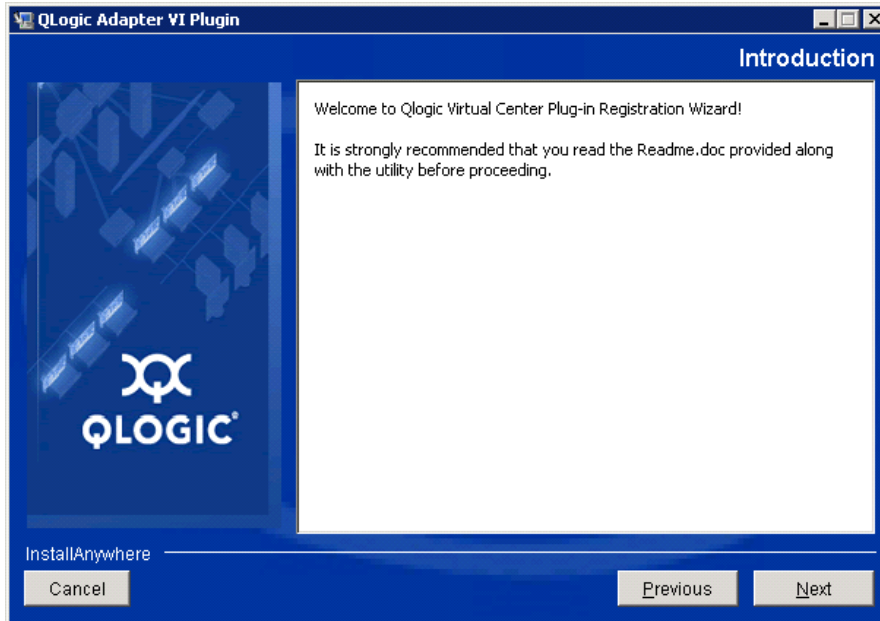 QLogic Adapter VI Plugin
Introduction
Welcome to Qlogic Virtual Center Plug-in Registration Wizard!
It is strongly recommended that you read the Readme.doc provided along
with the utility before proceeding.
QLOGIC
InstallAnywhere
Cancel
Previous
Next